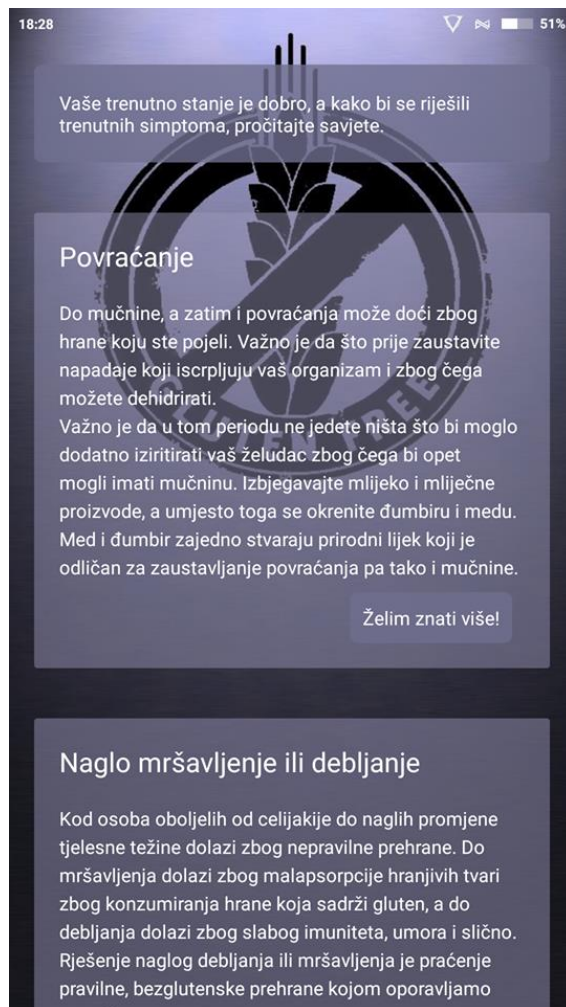 18:28
51%
Vaše trenutno stanje je dobro, a kako bi se riješili
trenutnih simptoma, pročitajte savjete.
Povraćanje
Do mučnine, a zatim i povraćanja može doći zbog
hrane koju ste pojeli. Važno je da što prije zaustavite
napadaje koji iscrpljuju vaš organizam i zbog čega
možete dehidrirati.
Važno je da u tom periodu ne jedete ništa što bi moglo
dodatno iziritirati vaš želudac zbog čega bi opet
mogli imati mučninu. Izbjegavajte mlijeko i mliječne
proizvode, a umjesto toga se okrenite đumbiru i medu.
Med i đumbir zajedno stvaraju prirodni lijek koji je
odličan za zaustavljanje povraćanja pa tako i mučnine.
GLUTEN FREE
Želim znati više!
Naglo mršavljenje ili debljanje
Kod osoba oboljelih od celijakije do naglih promjene
tjelesne težine dolazi zbog nepravilne prehrane. Do
mršavljenja dolazi zbog malapsorpcije hranjivih tvari
zbog konzumiranja hrane koja sadrži gluten, a do
debljanja dolazi zbog slabog imuniteta, umora i slično.
Rješenje naglog debljanja ili mršavljenja je praćenje
pravilne, bezglutenske prehrane kojom oporavljamo